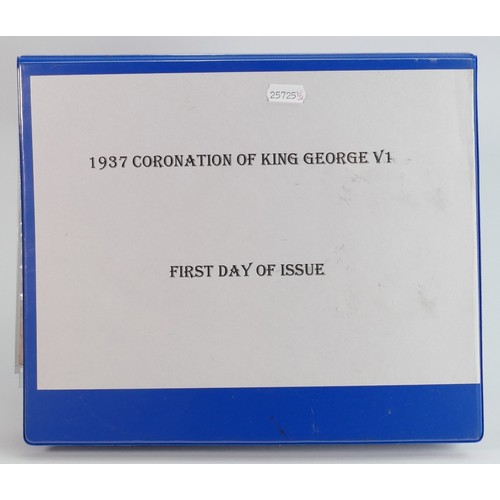 25725½
1937 CORONATION OF KING GEORGE V1
FIRST DAY OF ISSUE